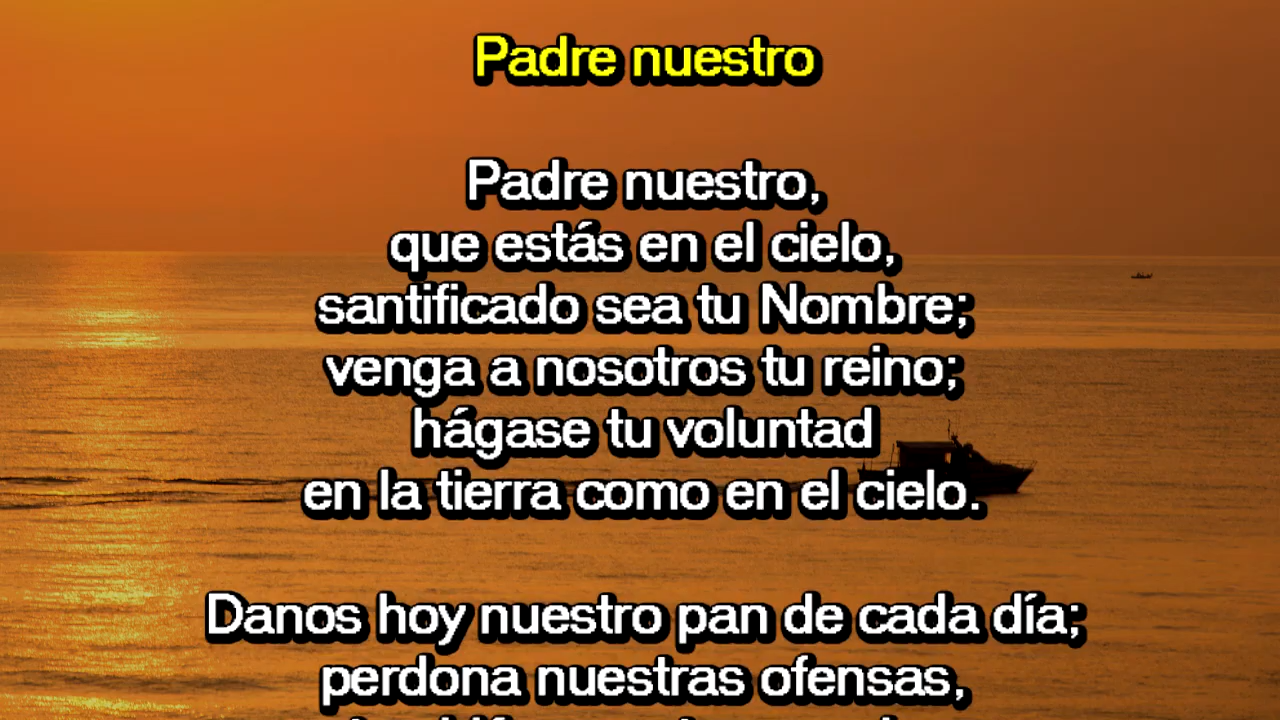 Padre nuestro
Padre nuestro,
que estás en el cielo,
santificado sea tu Nombre;
venga a nosotros tu reino;
hágase tu voluntad
en la tierra como en el cielo.
Danos hoy nuestro pan de cada día;
perdona nuestras ofensas,